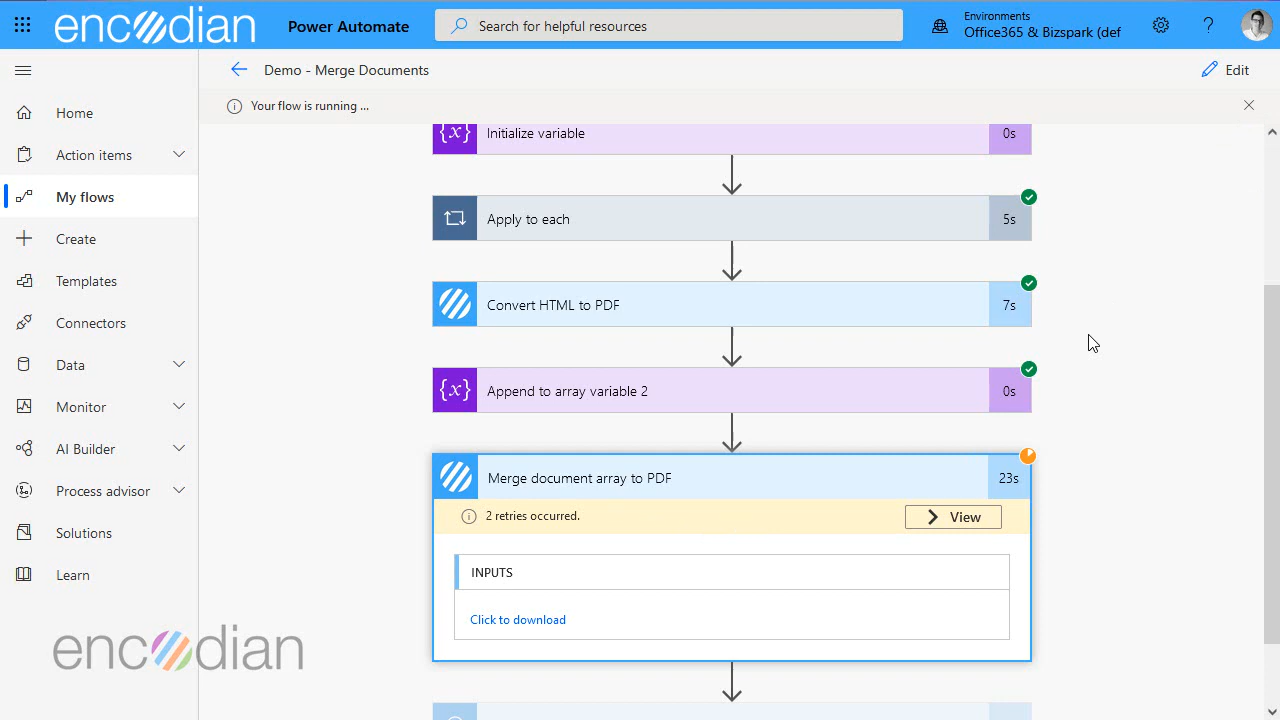 encodian
Power Automate
Search for helpful resources
Environments
Office365 & Bizspark (def
?
Demo - Merge Documents
Edit
Your flow is running ...
Home
Action items
My flows
Create
Templates
Connectors
Data
Monitor
AI Builder
Process advisor
Solutions
Learn
{x} Initialize variable 0s
Apply to each 5s
Convert HTML to PDF 7s
{x} Append to array variable 2 0s
Merge document array to PDF 23s
2 retries occurred.
View
INPUTS
Click to download
encodian